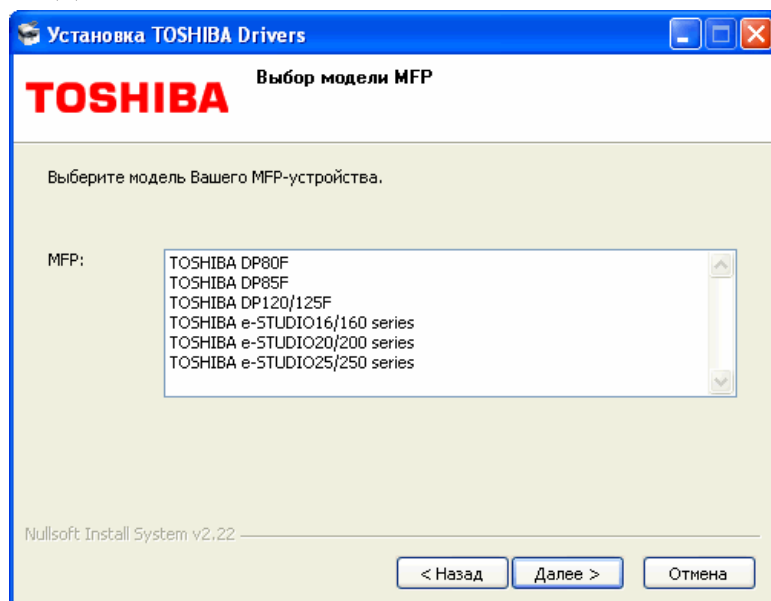 Установка TOSHIBA Drivers
TOSHIBA
Выбор модели MFP
Выберите модель Вашего MFP-устройства.
MFP:
TOSHIBA DP80F
TOSHIBA DP85F
TOSHIBA DP120/125F
TOSHIBA e-STUDIO16/160 series
TOSHIBA e-STUDIO20/200 series
TOSHIBA e-STUDIO25/250 series
Nullsoft Install System v2.22
< Назад Далее > Отмена